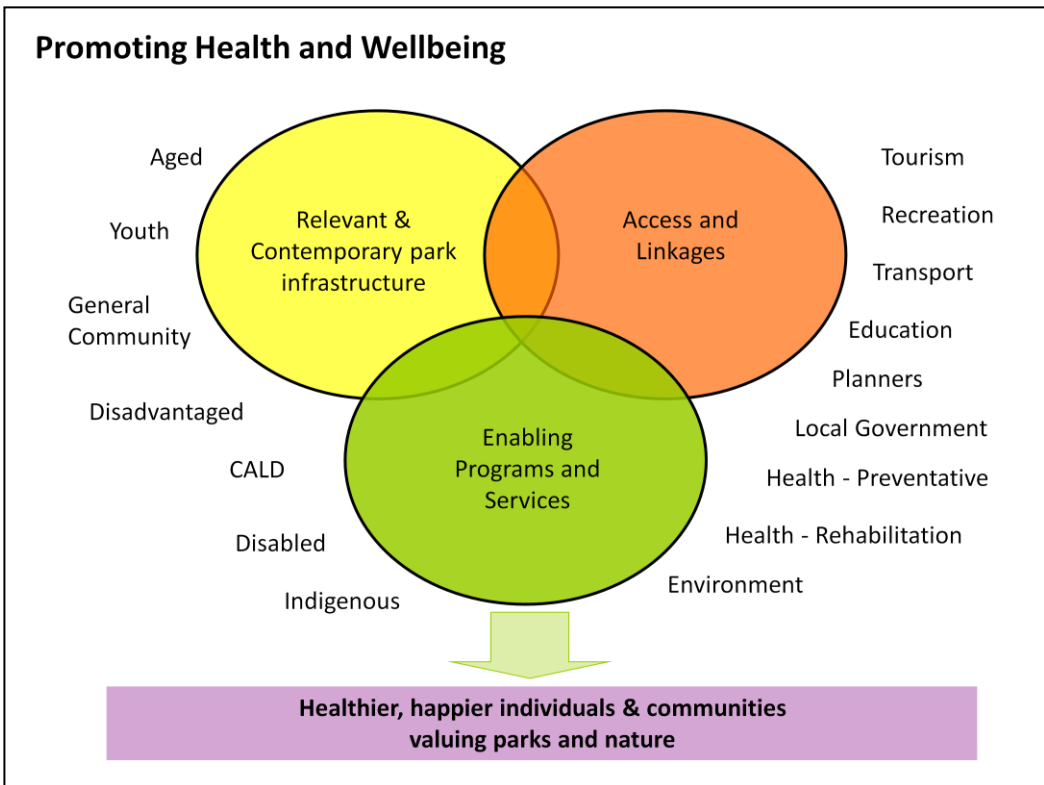 Promoting Health and Wellbeing
Aged
Youth
General
Community
Disadvantaged
CALD
Disabled
Indigenous
Relevant &
Contemporary park
infrastructure
Access and
Linkages
Enabling
Programs and
Services
Tourism
Recreation
Transport
Education
Planners
Local Government
Health - Preventative
Health - Rehabilitation
Environment
Healthier, happier individuals & communities
valuing parks and nature